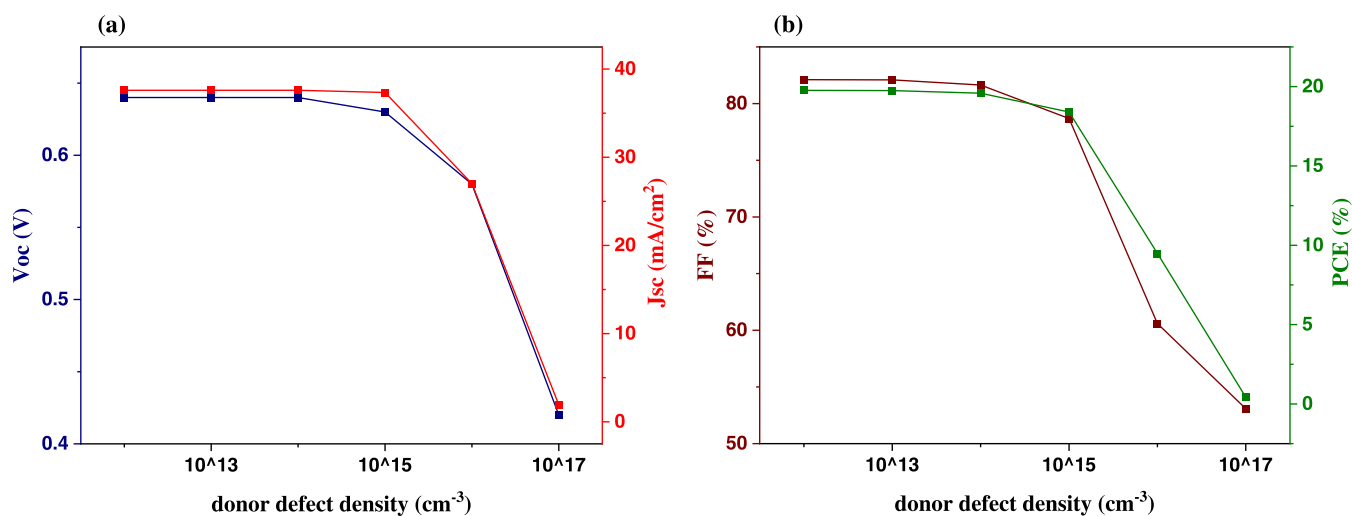 (a)
0.6
0.5
0.4
Voc (V)
40
30
20
10
0
Jsc (mA/cm²)
10^13
10^15
10^17
donor defect density (cm⁻³)
(b)
80
70
60
50
FF (%)
20
15
10
5
0
PCE (%)
10^13
10^15
10^17
donor defect density (cm⁻³)